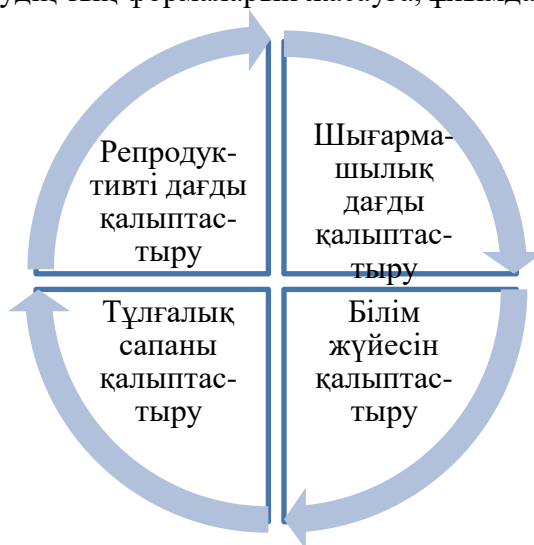 Репродук-
тивті дағды
қалыптас-
тыру
Шығарма-
шылық
дағды
қалыптас-
тыру
Тұлғалық
сапаны
қалыптас-
тыру
Білім
жүйесін
қалыптас-
тыру